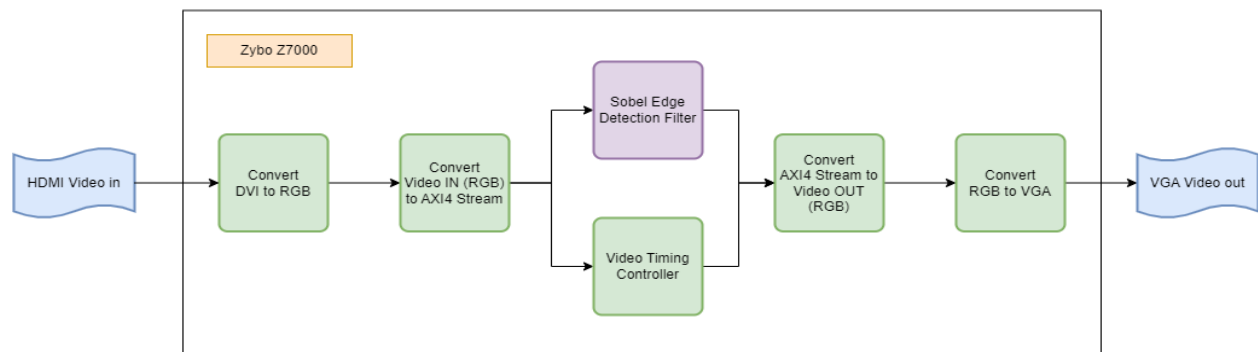 Zybo Z7000
HDMI Video in
Convert
DVI to RGB
Convert
Video IN (RGB)
to AXI4 Stream
Sobel Edge
Detection Filter
Video Timing
Controller
Convert
AXI4 Stream to
Video OUT
(RGB)
Convert
RGB to VGA
VGA Video out